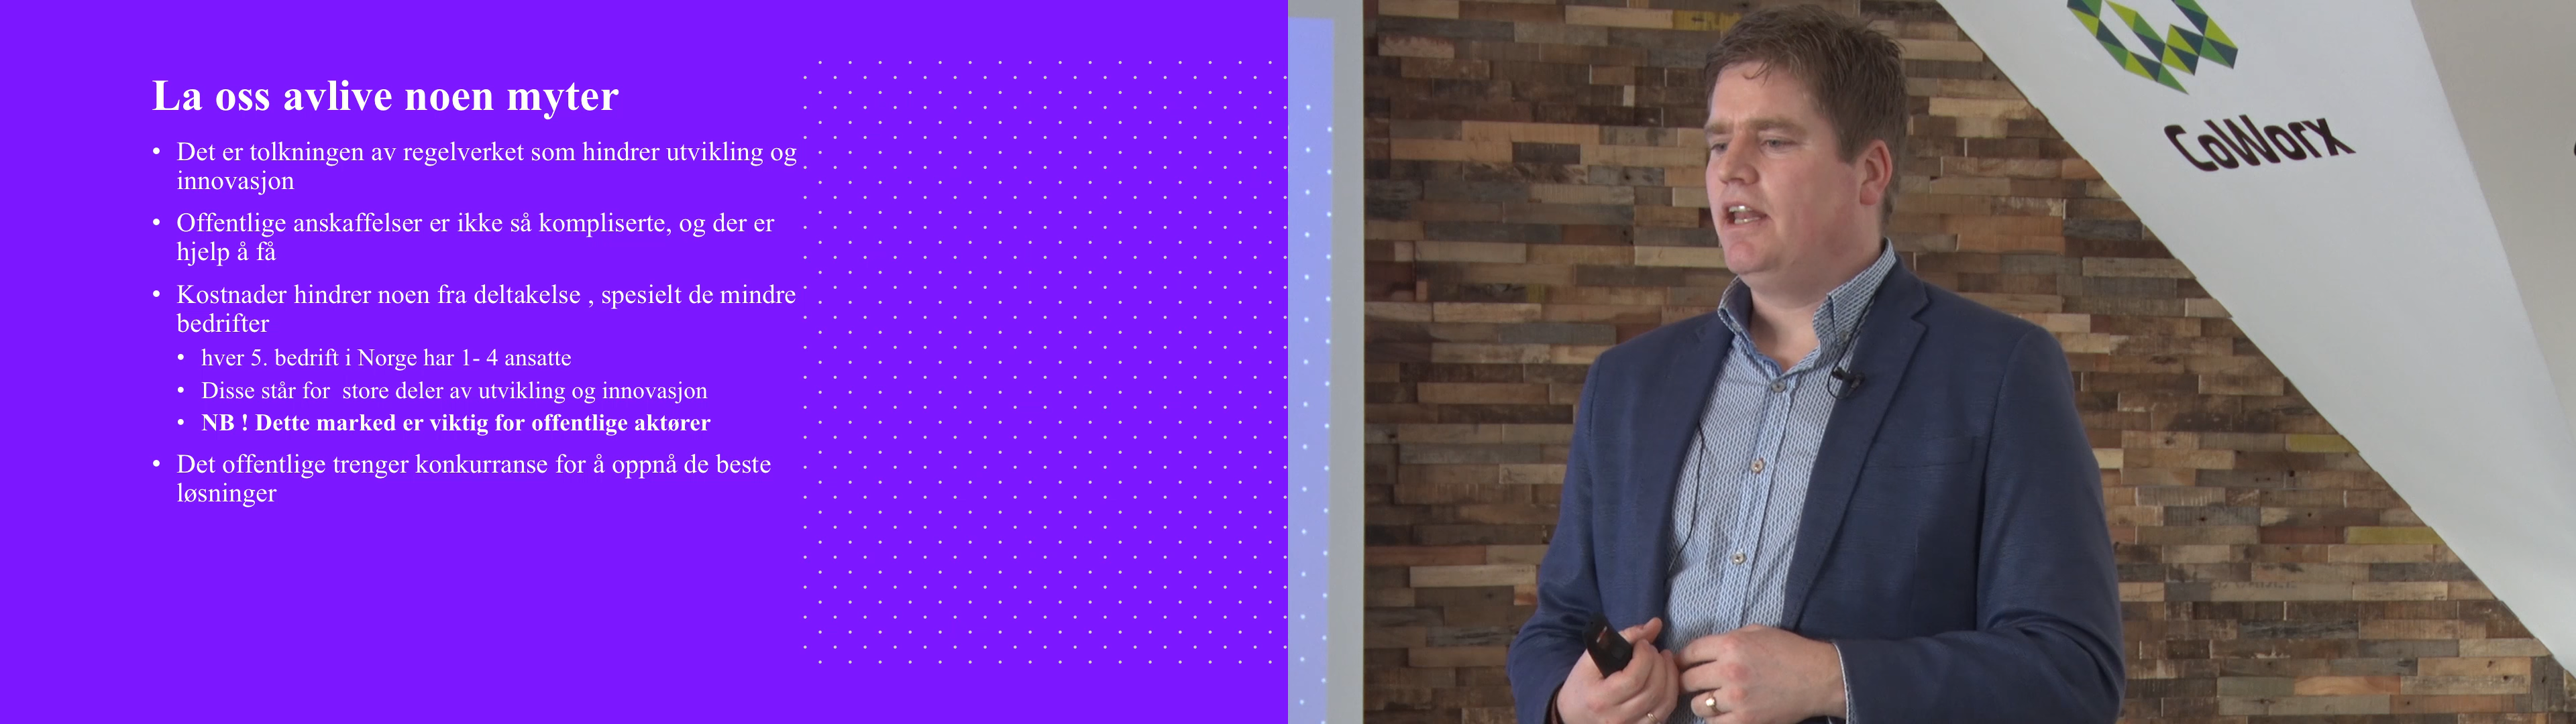 La oss avlive noen myter
• Det er tolkningen av regelverket som hindrer utvikling og
innovasjon
• Offentlige anskaffelser er ikke så kompliserte, og der er
hjelp å få
• Kostnader hindrer noen fra deltakelse , spesielt de mindre
bedrifter
• hver 5. bedrift i Norge har 1- 4 ansatte
• Disse står for  store deler av utvikling og innovasjon
• NB ! Dette marked er viktig for offentlige aktører
• Det offentlige trenger konkurranse for å oppnå de beste
løsninger
CoWorx